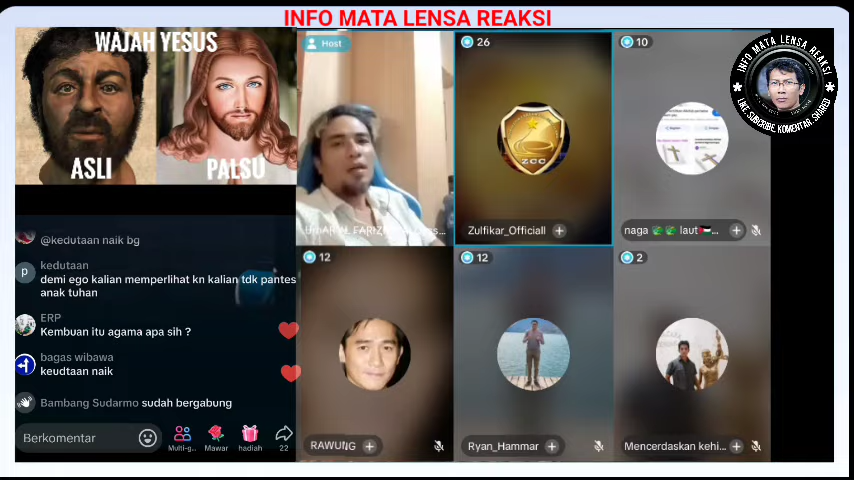 INFO MATA LENSA REAKSI
WAJAH YESUS
ASLI
PALSU
Host
26
10
INFO MATA LENSA REAKSI
LIKE, SUBCRIBE, KOMENTAR, SHARED
ZCC
Zulfikar_Officiall +
naga 🐲🐲 laut🇵🇸... +
@kedutaan naik bg
p
kedutaan
demi ego kalian memperlihat kn kalian tdk pantes
anak tuhan
ERP
Kembuan itu agama apa sih ?
bagas wibawa
keudtaan naik
Bambang Sudarmo sudah bergabung
Berkomentar
Multi-g...
Mawar
hadiah
22
12
12
2
RAWUNG +
Ryan_Hammar +
Mencerdaskan kehi... +